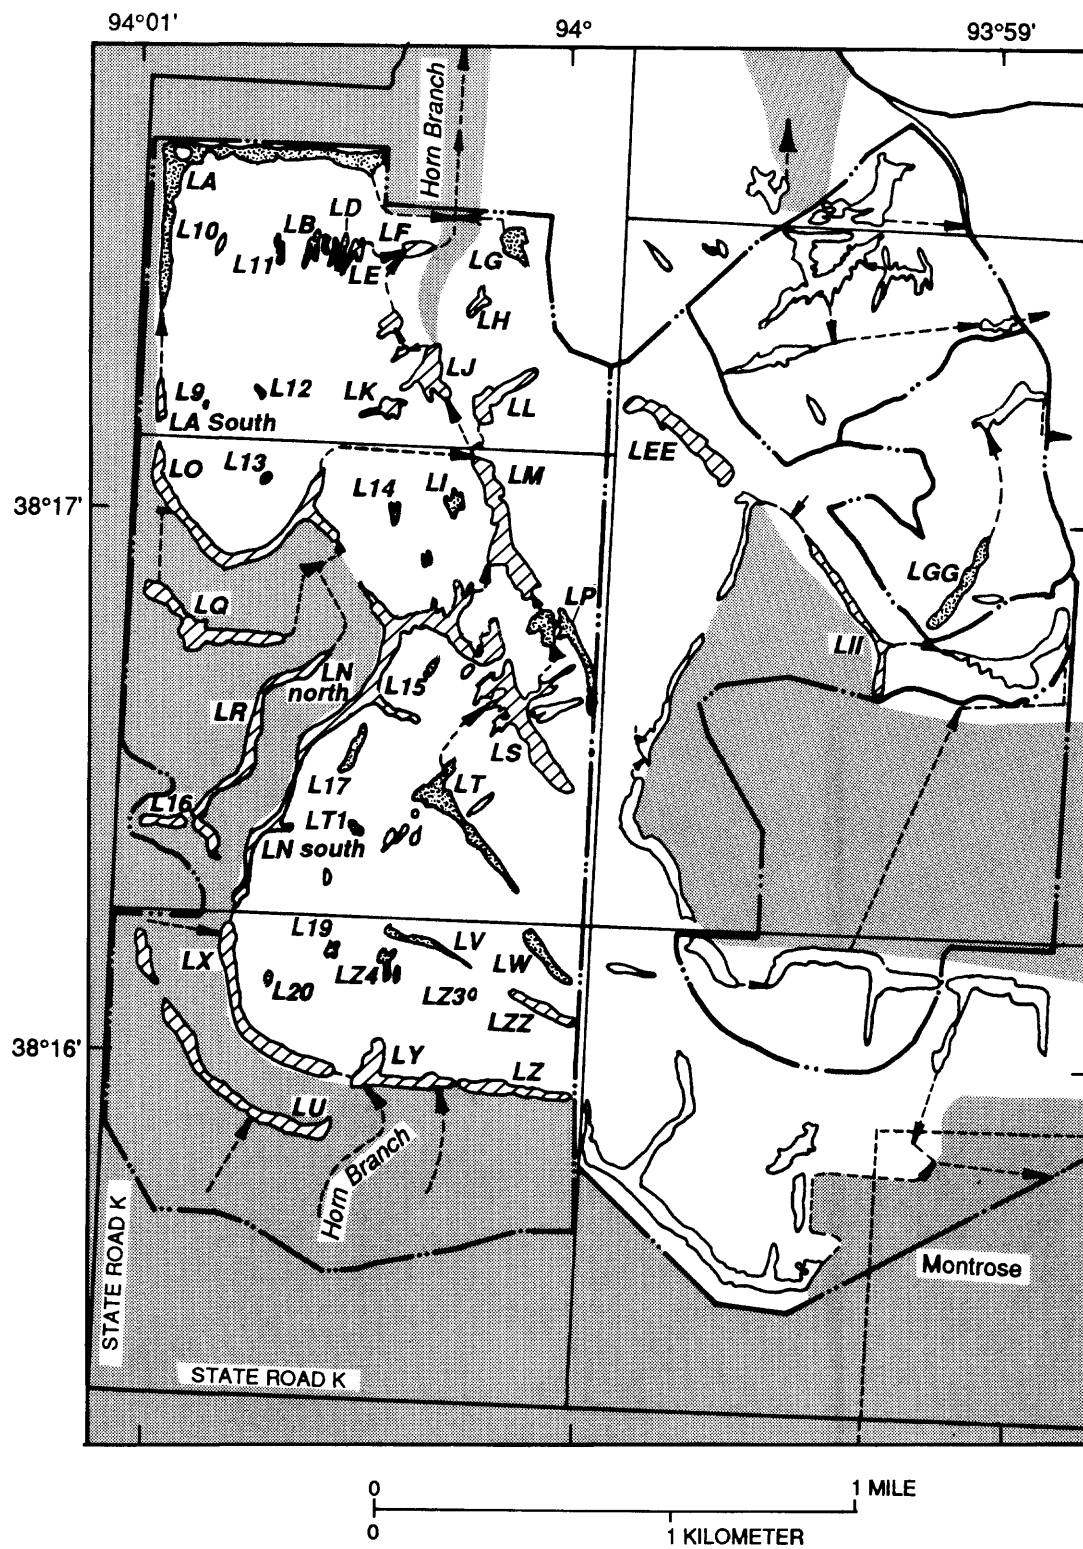 94°01' 94° 93°59'
Horn Branch
LA
LD
L10 LB LF
L11 LE LG
LH
LJ
L9 L12 LK LL
LA South
LO L13 LEE
L14 LI LM
38°17'
LGG
LQ LP
LN
north
L15 LII
LR
LS
L17 LT
L16
LT1 d
LN south
L19 LV
LX LZ4 LW
L20 LZ3
LZZ
38°16'
LY LZ
LU
Horn Branch
STATE ROAD K
Montrose
STATE ROAD K
0 1 MILE
0 1 KILOMETER